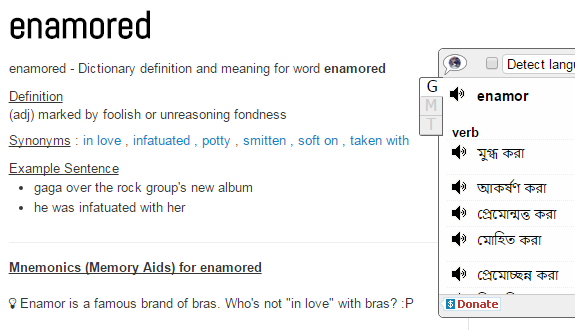 enamored
enamored - Dictionary definition and meaning for word enamored
Definition
(adj) marked by foolish or unreasoning fondness
Synonyms : in love , infatuated , potty , smitten , soft on , taken with
Example Sentence
gaga over the rock group's new album
he was infatuated with her
Mnemonics (Memory Aids) for enamored
Enamor is a famous brand of bras. Who's not "in love" with bras? :P
Detect
G
M
T
enamor
verb
মুগ্ধ করা
আকর্ষণ করা
প্রেমোন্মত্ত করা
মোহিত করা
প্রেমোচ্ছন্ন করা
$ Donate